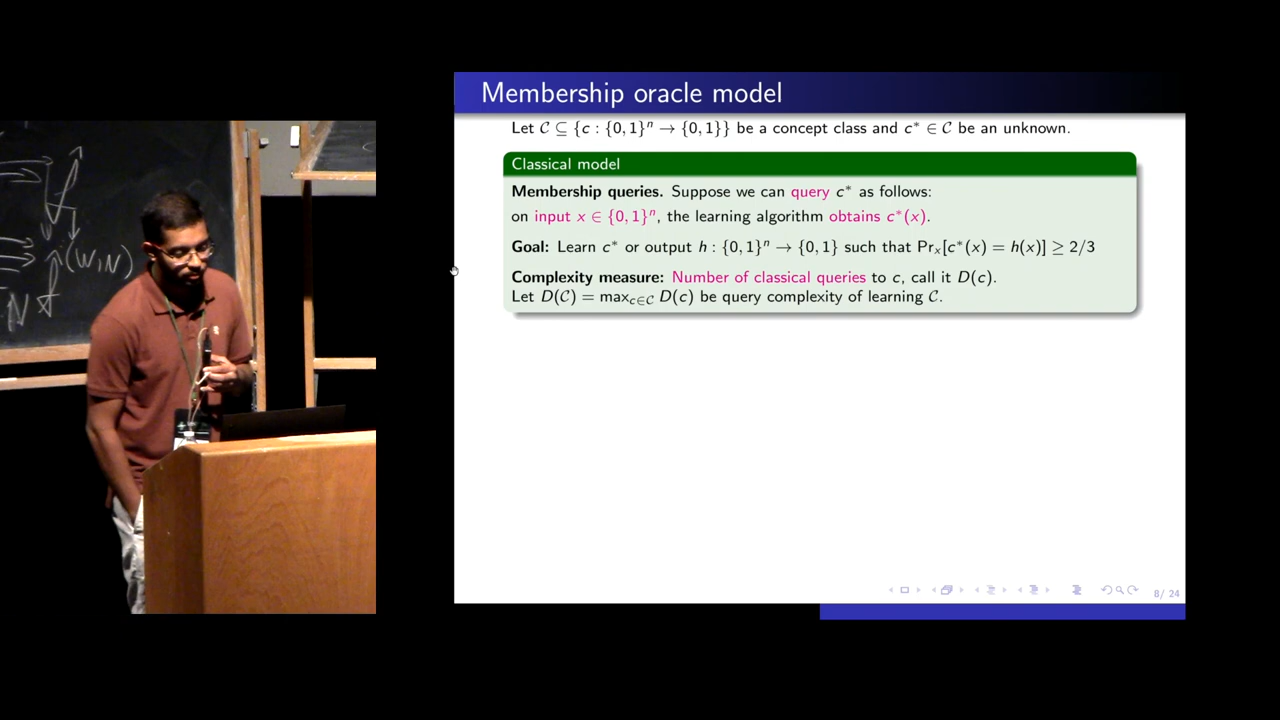 Membership oracle model
Let 𝒞 ⊆ {c : {0, 1}ⁿ → {0, 1}} be a concept class and c* ∈ 𝒞 be an unknown.
Classical model
Membership queries. Suppose we can query c* as follows:
on input x ∈ {0, 1}ⁿ, the learning algorithm obtains c*(x).
Goal: Learn c* or output h : {0, 1}ⁿ → {0, 1} such that Prₓ[c*(x) = h(x)] ≥ 2/3
Complexity measure: Number of classical queries to c, call it D(c).
Let D(𝒞) = max_{c∈𝒞} D(c) be query complexity of learning 𝒞.
8/ 24
i(W,N)
N